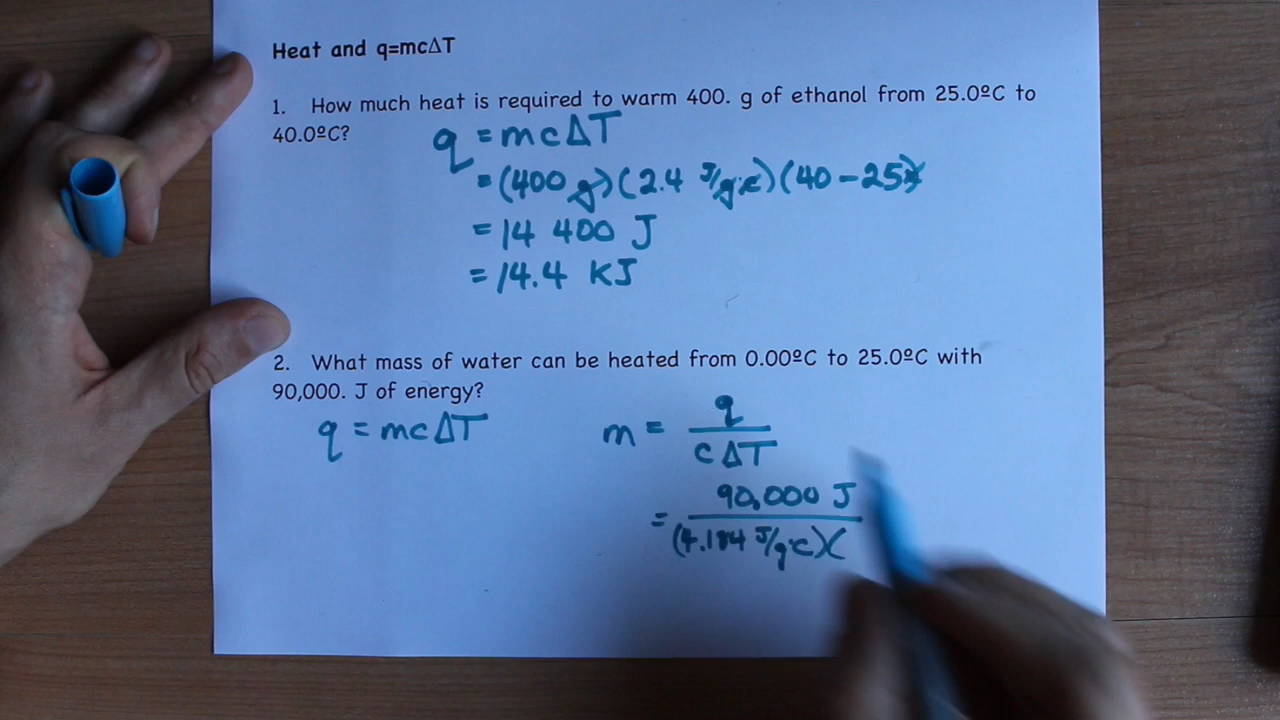 Heat and q=mcΔT
1. How much heat is required to warm 400. g of ethanol from 25.0ºC to
40.0ºC?
q = mcΔT
= (400 g)(2.4 J/g·c)(40 - 25)
= 14 400 J
= 14.4 KJ
2. What mass of water can be heated from 0.00ºC to 25.0ºC with
90,000. J of energy?
q = mcΔT
m = q / cΔT
= 90,000 J / (4.184 J/g·c)(